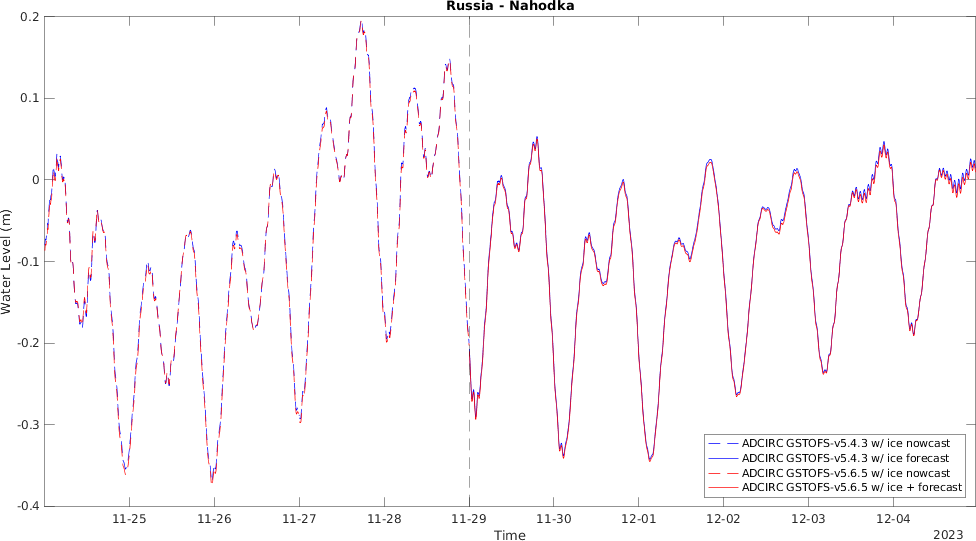 Russia - Nahodka
0.2
0.1
0
-0.1
-0.2
-0.3
-0.4
Water Level (m)
ADCIRC GSTOFS-v5.4.3 w/ ice nowcast
ADCIRC GSTOFS-v5.4.3 w/ ice forecast
ADCIRC GSTOFS-v5.6.5 w/ ice nowcast
ADCIRC GSTOFS-v5.6.5 w/ ice + forecast
11-25 11-26 11-27 11-28 11-29 11-30 12-01 12-02 12-03 12-04
Time
2023